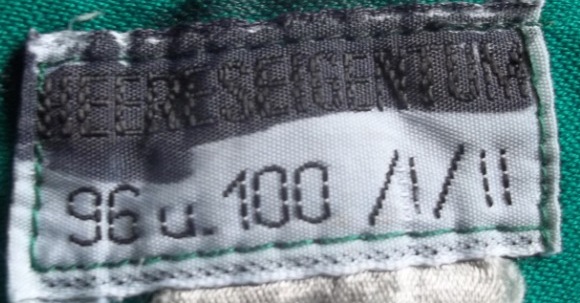 HEERESEIGENTUM
96 u. 100 /I/II